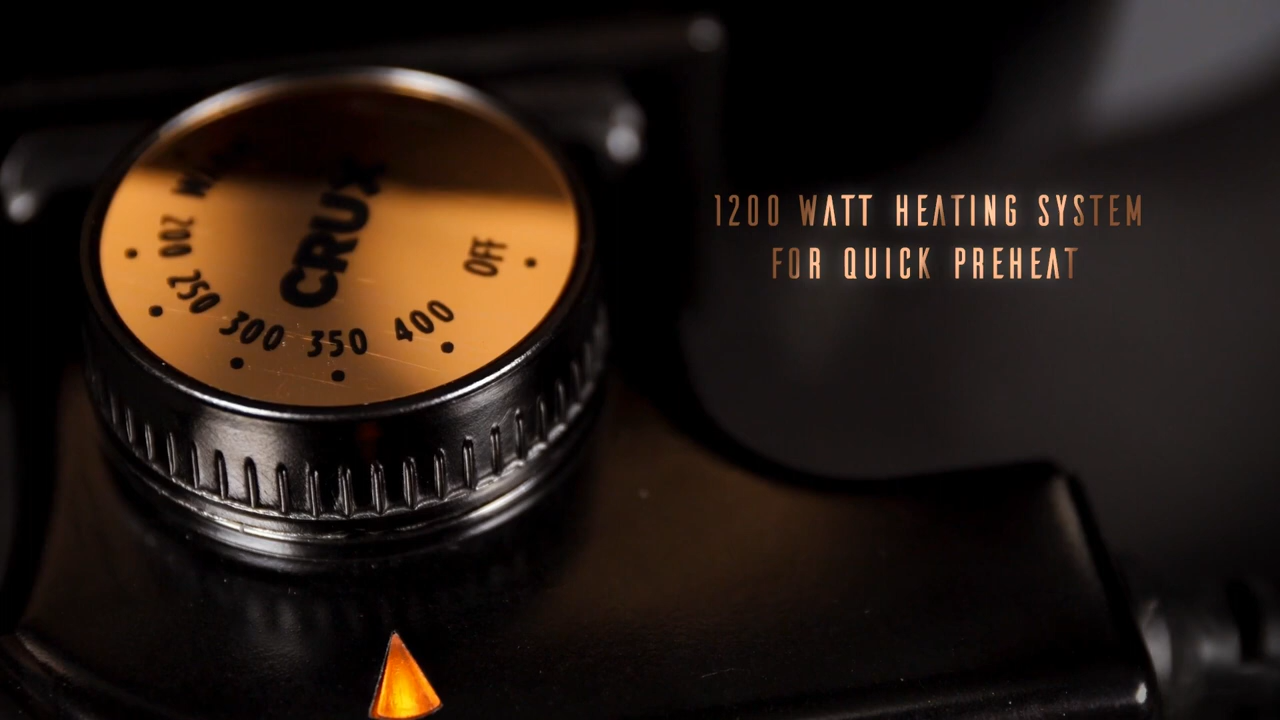 1200 WATT HEATING SYSTEM
FOR QUICK PREHEAT
CRUX
OFF
400
350
300
250
200